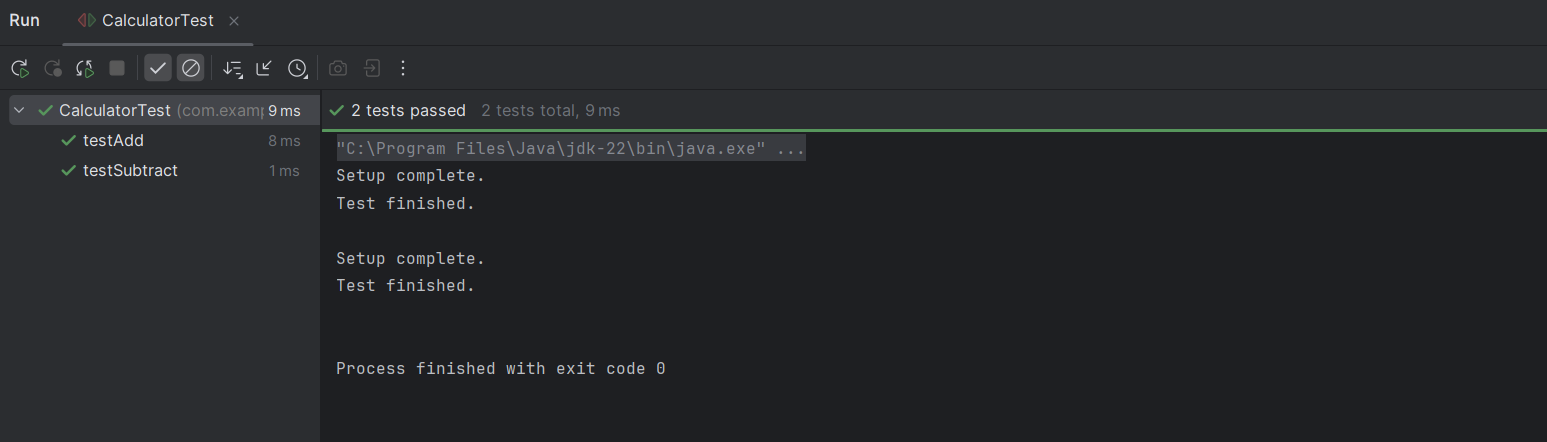 Run CalculatorTest
CalculatorTest (com.examp 9 ms
testAdd 8 ms
testSubtract 1 ms
2 tests passed 2 tests total, 9 ms
"C:\Program Files\Java\jdk-22\bin\java.exe" ...
Setup complete.
Test finished.
Setup complete.
Test finished.
Process finished with exit code 0